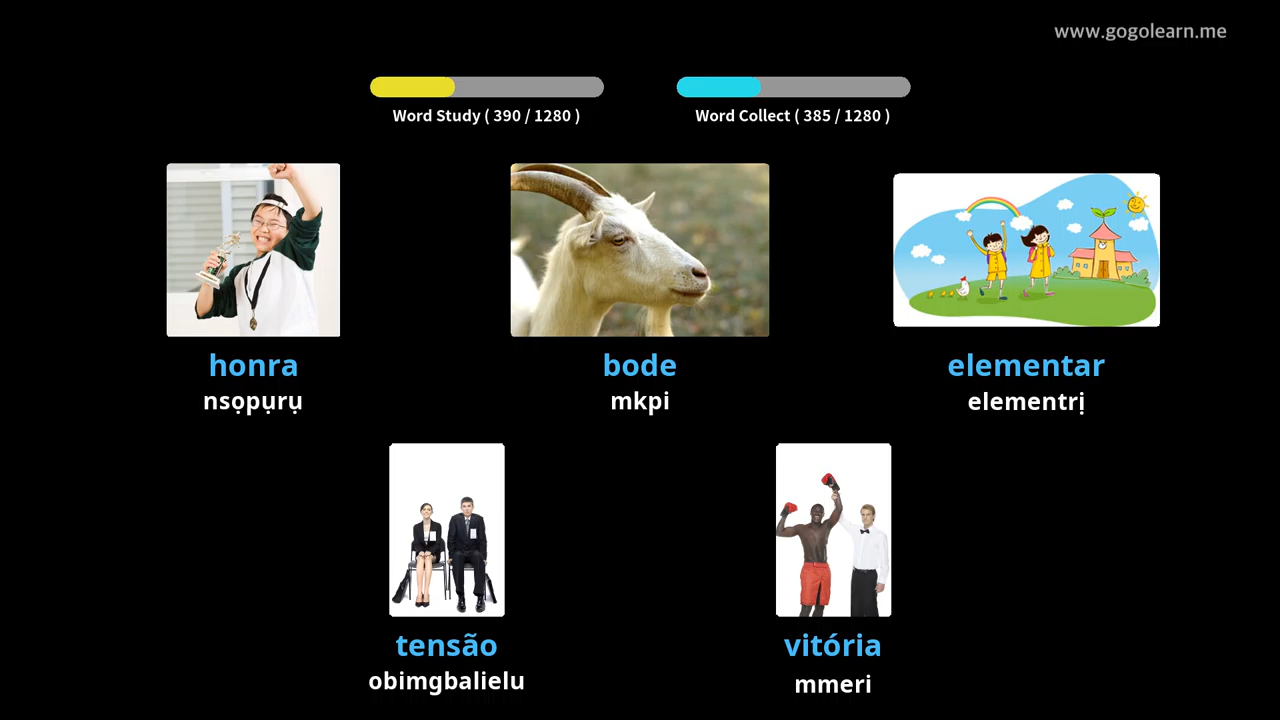 www.gogolearn.me
Word Study ( 390 / 1280 )
Word Collect ( 385 / 1280 )
honra
nsọpụrụ
bode
mkpi
elementar
elementrị
tensão
obimgbalielu
vitória
mmeri